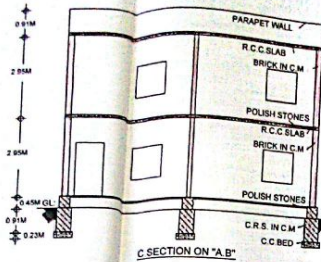 0.91M
PARAPET WALL
R.C.C.SLAB
BRICK IN C.M
2.95M
POLISH STONES
R.C.C.SLAB
BRICK IN C.M
2.95M
POLISH STONES
0.45M GL:
0.91M
C.R.S. IN C.M
0.23M
C.C.BED
C SECTION ON "A.B"